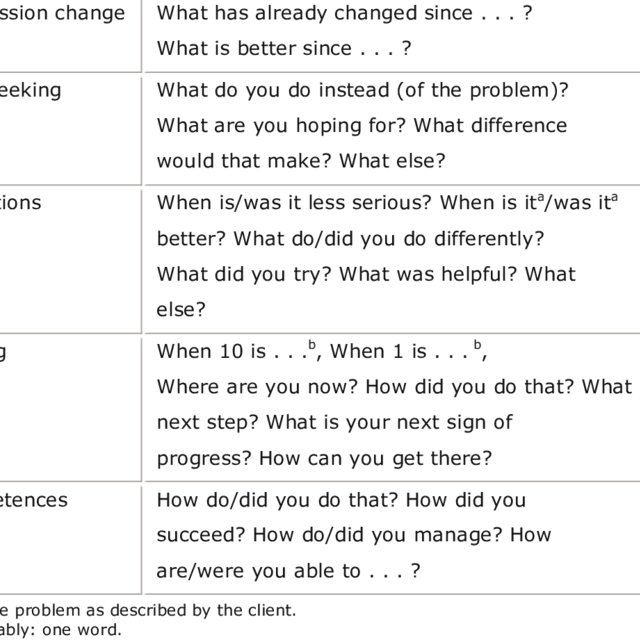 ssion change What has already changed since . . . ?
What is better since . . . ?
eeking What do you do instead (of the problem)?
What are you hoping for? What difference
would that make? What else?
tions When is/was it less serious? When is itᵃ/was itᵃ
better? What do/did you do differently?
What did you try? What was helpful? What
else?
g When 10 is . . .ᵇ, When 1 is . . . ᵇ,
Where are you now? How did you do that? What
next step? What is your next sign of
progress? How can you get there?
etences How do/did you do that? How did you
succeed? How do/did you manage? How
are/were you able to . . . ?
e problem as described by the client.
ably: one word.